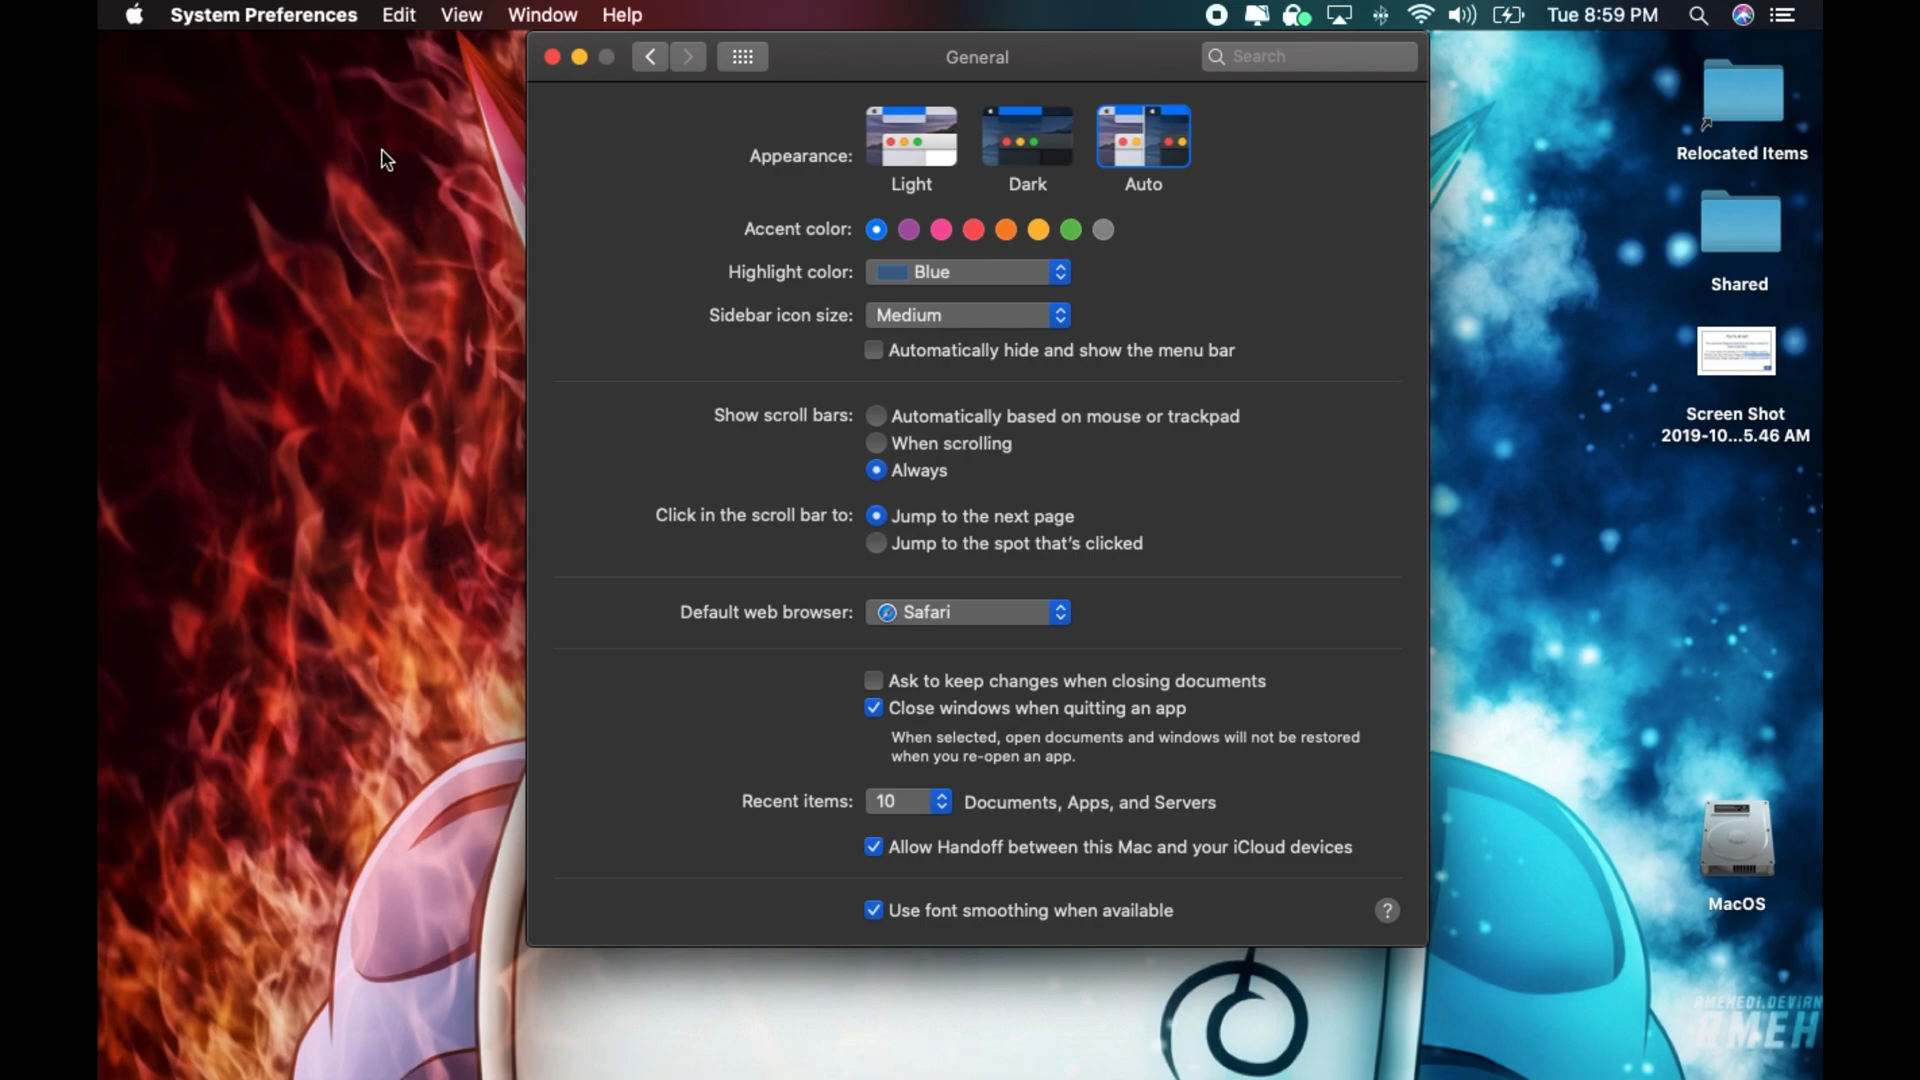 System Preferences Edit View Window Help
Tue 8:59 PM
General
Search
Appearance:
Light Dark Auto
Accent color:
Highlight color: Blue
Sidebar icon size: Medium
Automatically hide and show the menu bar
Show scroll bars: Automatically based on mouse or trackpad
When scrolling
Always
Click in the scroll bar to: Jump to the next page
Jump to the spot that's clicked
Default web browser: Safari
Ask to keep changes when closing documents
Close windows when quitting an app
When selected, open documents and windows will not be restored
when you re-open an app.
Recent items: 10 Documents, Apps, and Servers
Allow Handoff between this Mac and your iCloud devices
Use font smoothing when available
?
Relocated Items
Shared
Screen Shot
2019-10...5.46 AM
MacOS